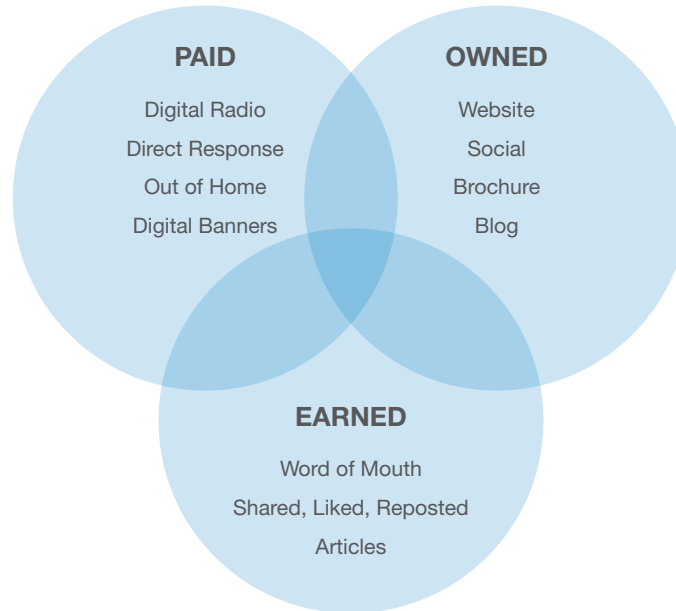 PAID
Digital Radio
Direct Response
Out of Home
Digital Banners
OWNED
Website
Social
Brochure
Blog
EARNED
Word of Mouth
Shared, Liked, Reposted
Articles